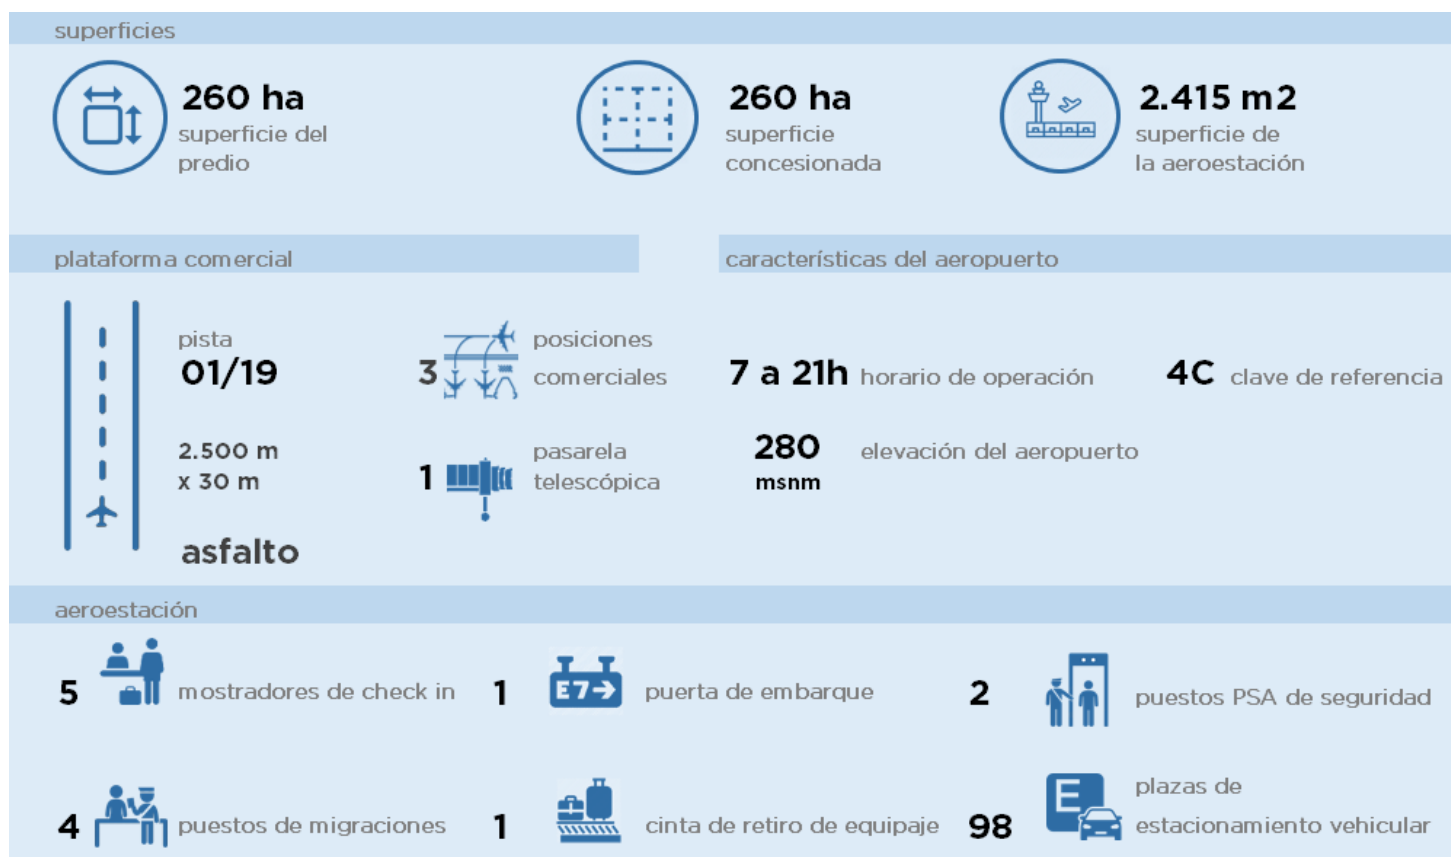 superficies
260 ha
superficie del
predio
260 ha
superficie
concesionada
2.415 m2
superficie de
la aeroestación
plataforma comercial
pista
01/19
2.500 m
x 30 m
asfalto
3
posiciones
comerciales
1
pasarela
telescópica
características del aeropuerto
7 a 21h horario de operación
4C clave de referencia
280
msnm
elevación del aeropuerto
aeroestación
5 mostradores de check in
1 E7→ puerta de embarque
2 puestos PSA de seguridad
4 puestos de migraciones
1 cinta de retiro de equipaje
98 E
plazas de
estacionamiento vehicular